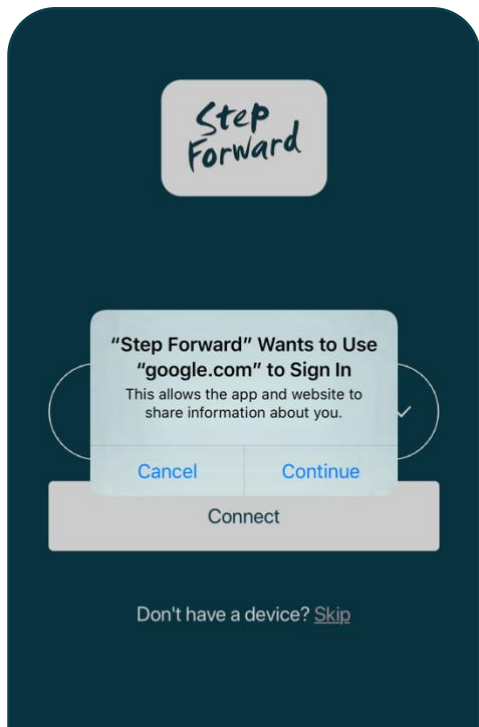 Step
Forward
“Step Forward” Wants to Use
“google.com” to Sign In
This allows the app and website to
share information about you.
Cancel Continue
Connect
Don't have a device? Skip